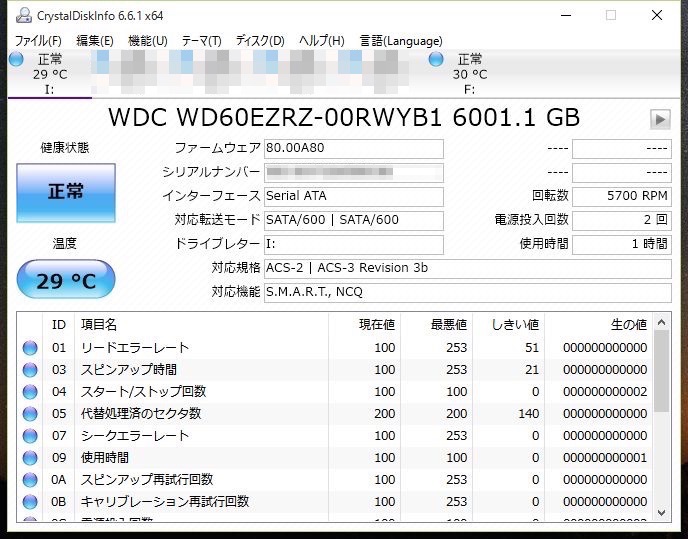 CrystalDiskInfo 6.6.1 x64
ファイル(F) 編集(E) 機能(U) テーマ(T) ディスク(D) ヘルプ(H) 言語(Language)
正常 正常
29 °C 30 °C
I: F:
WDC WD60EZRZ-00RWYB1 6001.1 GB
健康状態 ファームウェア 80.00A80 ---- ----
シリアルナンバー ---- ----
正常 インターフェース Serial ATA 回転数 5700 RPM
対応転送モード SATA/600 | SATA/600 電源投入回数 2 回
温度 ドライブレター I: 使用時間 1 時間
29 °C 対応規格 ACS-2 | ACS-3 Revision 3b
対応機能 S.M.A.R.T., NCQ
ID 項目名 現在値 最悪値 しきい値 生の値
01 リードエラーレート 100 253 51 000000000000
03 スピンアップ時間 100 253 21 000000000000
04 スタート/ストップ回数 100 100 0 000000000002
05 代替処理済のセクタ数 200 200 140 000000000000
07 シークエラーレート 100 253 0 000000000000
09 使用時間 100 100 0 000000000001
0A スピンアップ再試行回数 100 253 0 000000000000
0B キャリブレーション再試行回数 100 253 0 000000000000